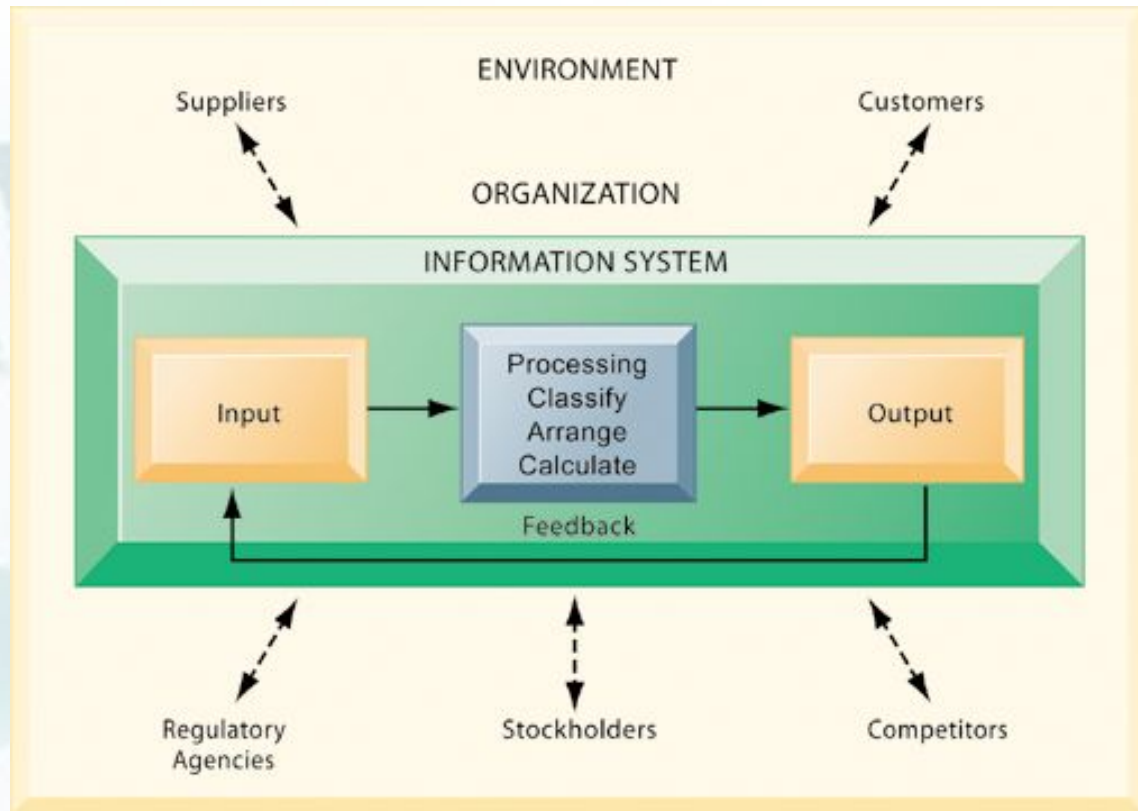 ENVIRONMENT
Suppliers
Customers
ORGANIZATION
INFORMATION SYSTEM
Input
Processing
Classify
Arrange
Calculate
Output
Feedback
Regulatory
Agencies
Stockholders
Competitors